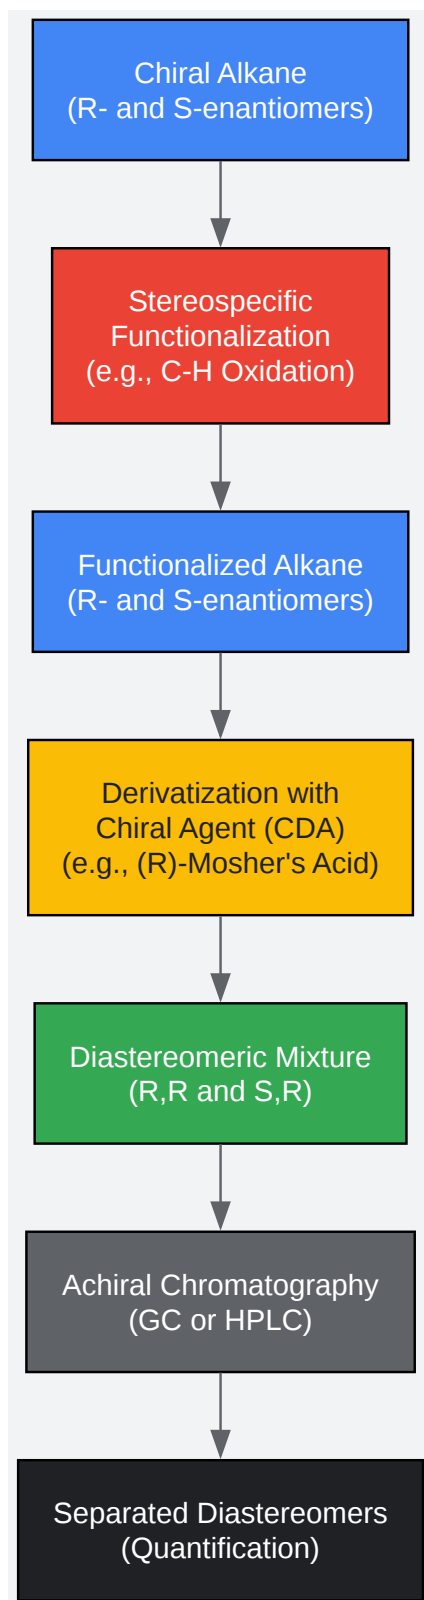 Chiral Alkane
(R- and S-enantiomers)
Stereospecific
Functionalization
(e.g., C-H Oxidation)
Functionalized Alkane
(R- and S-enantiomers)
Derivatization with
Chiral Agent (CDA)
(e.g., (R)-Mosher's Acid)
Diastereomeric Mixture
(R,R and S,R)
Achiral Chromatography
(GC or HPLC)
Separated Diastereomers
(Quantification)